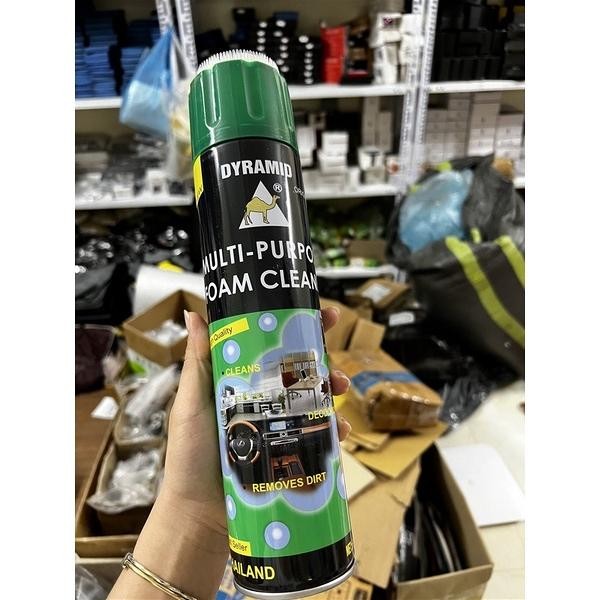 DYRAMID
®
MULTI-PURPO
FOAM CLEAN
Quality
• CLEANS
DEODO
REMOVES DIRT
Seller
AILAND